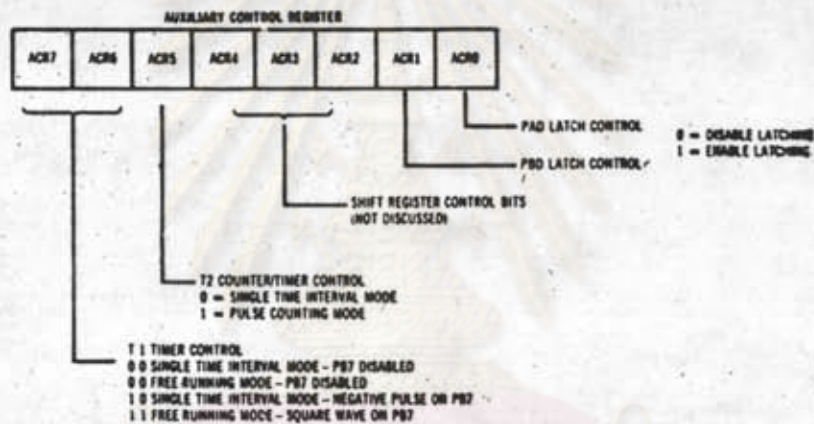 AUXILIARY CONTROL REGISTER
ACR7 ACR6 ACR5 ACR4 ACR3 ACR2 ACR1 ACR0
PAD LATCH CONTROL
0 = DISABLE LATCHING
1 = ENABLE LATCHING
PBD LATCH CONTROL
SHIFT REGISTER CONTROL BITS
(NOT DISCUSSED)
T2 COUNTER/TIMER CONTROL
0 = SINGLE TIME INTERVAL MODE
1 = PULSE COUNTING MODE
T 1 TIMER CONTROL
0 0 SINGLE TIME INTERVAL MODE - PB7 DISABLED
0 0 FREE RUNNING MODE - PB7 DISABLED
1 0 SINGLE TIME INTERVAL MODE - NEGATIVE PULSE ON PB7
1 1 FREE RUNNING MODE - SQUARE WAVE ON PB7